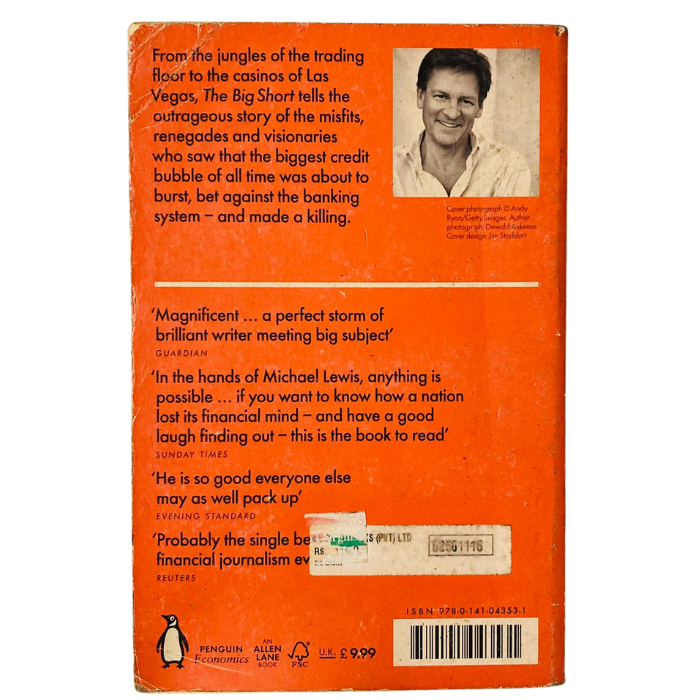 From the jungles of the trading
floor to the casinos of Las
Vegas, The Big Short tells the
outrageous story of the misfits,
renegades and visionaries
who saw that the biggest credit
bubble of all time was about to
burst, bet against the banking
system – and made a killing.
Cover photograph © Andy
Ryan/Getty Images. Author
photograph: Dewald Aukema
Cover design: Jim Stoddart
‘Magnificent ... a perfect storm of
brilliant writer meeting big subject’
GUARDIAN
‘In the hands of Michael Lewis, anything is
possible ... if you want to know how a nation
lost its financial mind – and have a good
laugh finding out – this is the book to read’
SUNDAY TIMES
‘He is so good everyone else
may as well pack up’
EVENING STANDARD
‘Probably the single be
financial journalism ev
REUTERS
KS (PVT) LTD
RS.
02561116
ISBN 978-0-141-04353-1
PENGUIN
Economics
AN
ALLEN
LANE
BOOK
FSC
U.K. £9.99